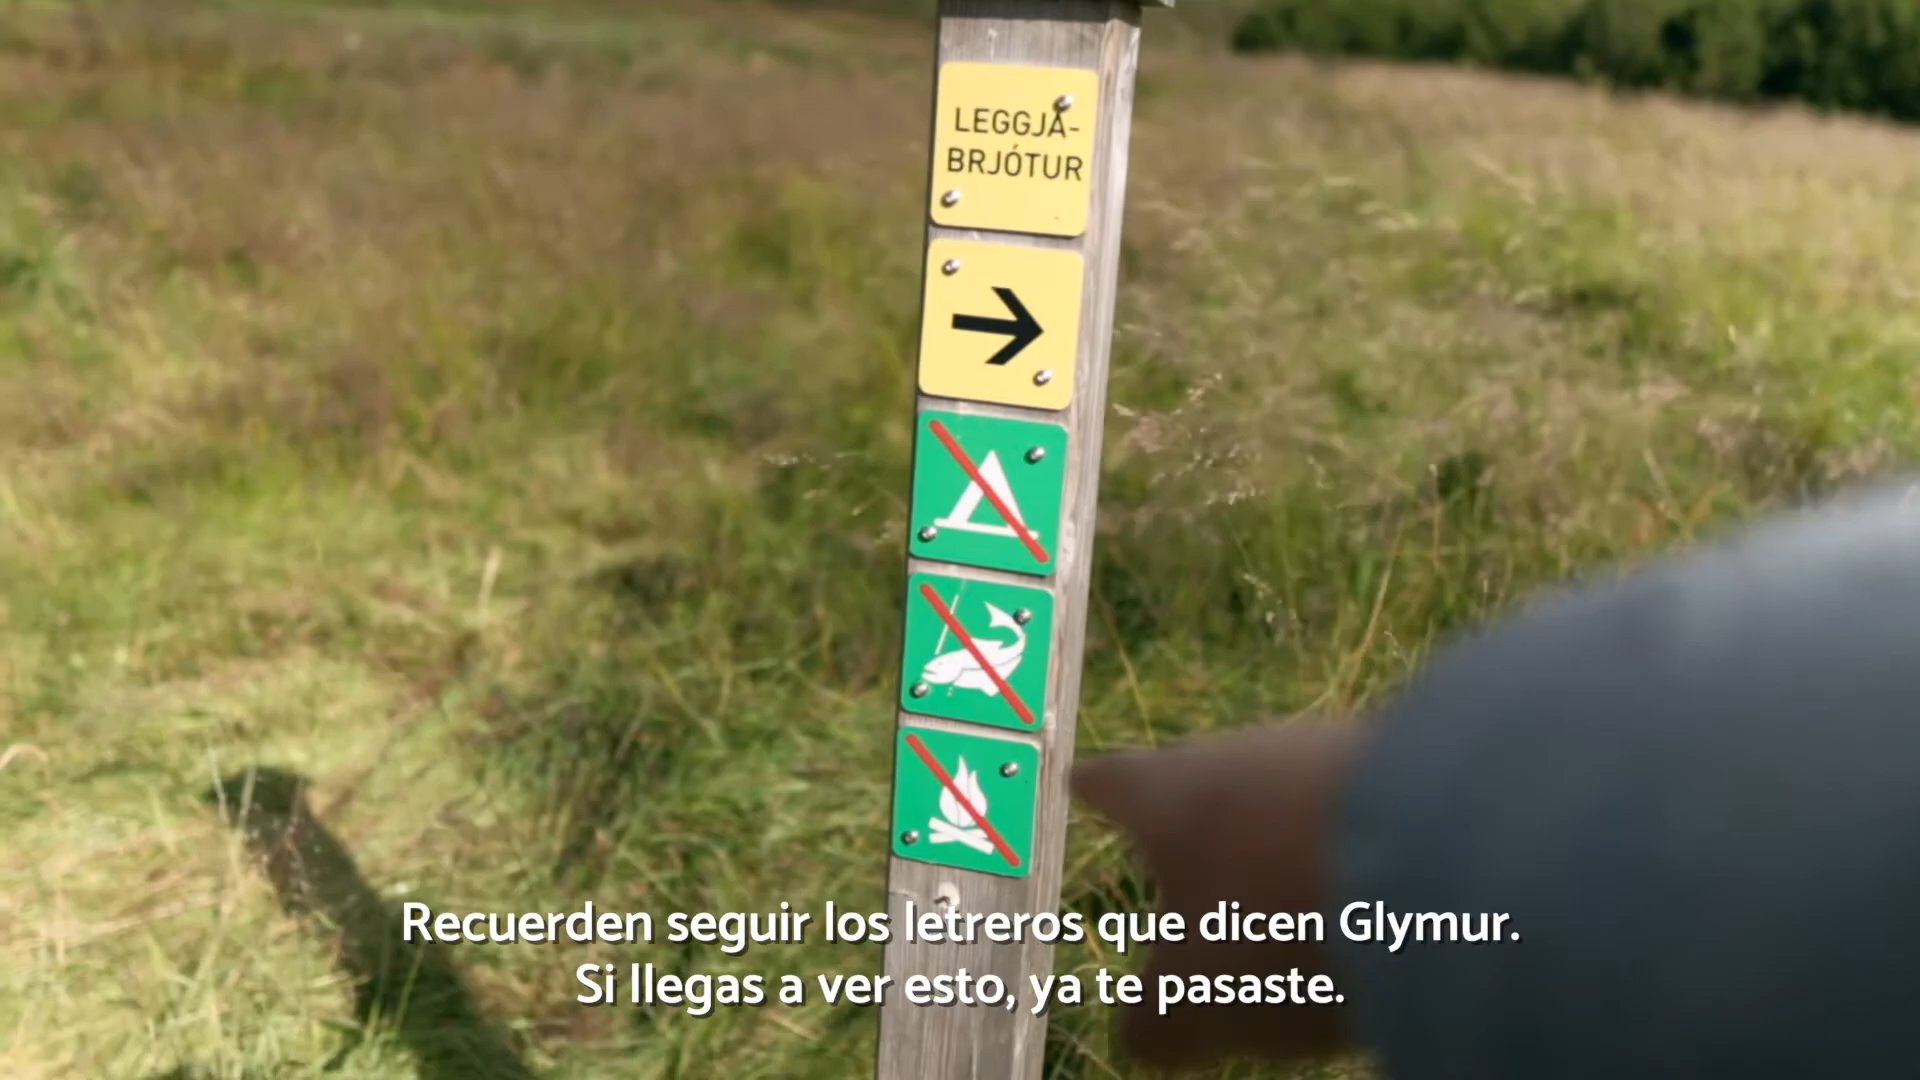 LEGGJA-
BRJÓTUR
Recuerden seguir los letreros que dicen Glymur.
Si llegas a ver esto, ya te pasaste.